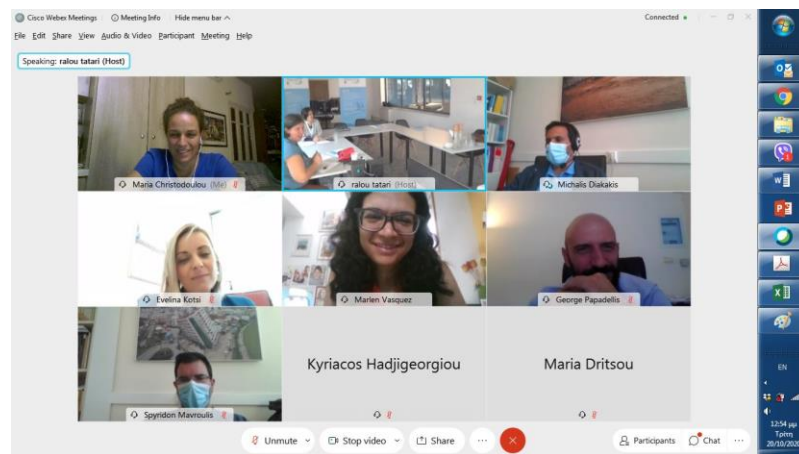 Cisco Webex Meetings
Meeting Info
Hide menu bar
Connected
File Edit Share View Audio & Video Participant Meeting Help
Speaking: ralou tatari (Host)
Maria Christodoulou (Me)
ralou tatari (Host)
Michalis Diakakis
Evelina Kotsi
Marlen Vasquez
George Papadellis
Spyridon Mavroulis
Kyriacos Hadjigeorgiou
Maria Dritsou
Unmute
Stop video
Share
Participants
Chat
EN
12:54 μμ
Τρίτη
20/10/2020